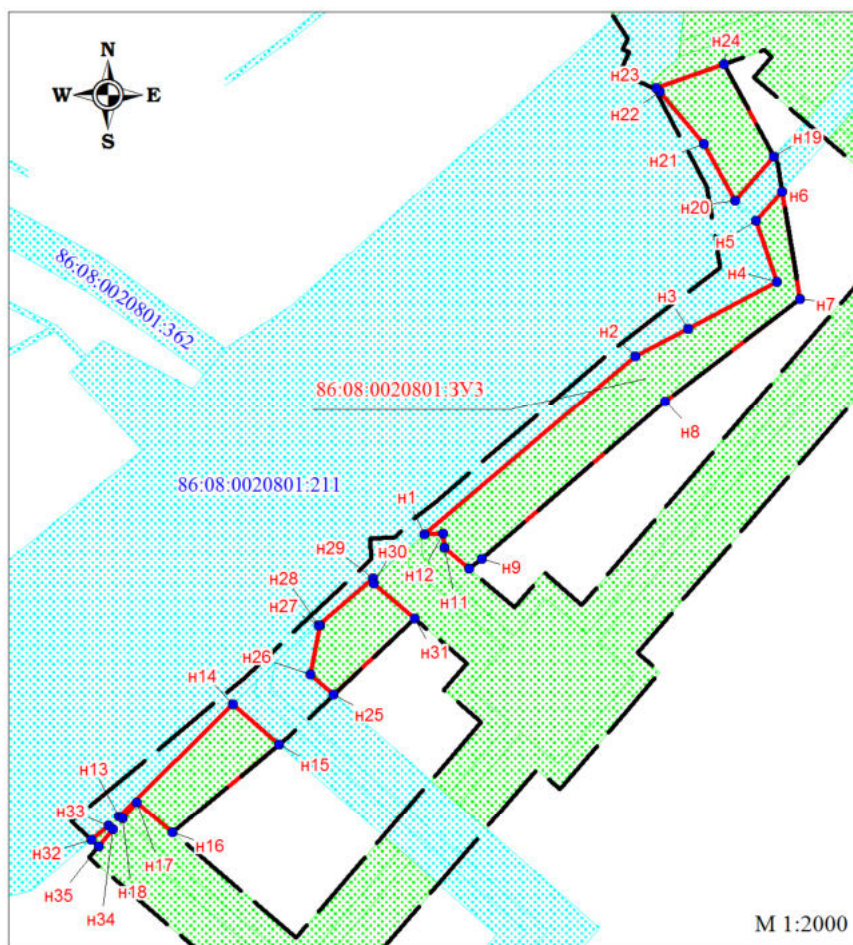 N
W E
S
н24
н23
н22
н21
н19
н20
н6
н5
н4
н7
н3
н2
86:08:0020801:362
86:08:0020801:ЗУ3
н8
86:08:0020801:211
н1
н12
н9
н11
н29
н30
н28
н27
н31
н26
н25
н14
н15
н13
н33
н32
н17
н16
н35
н18
н34
М 1:2000